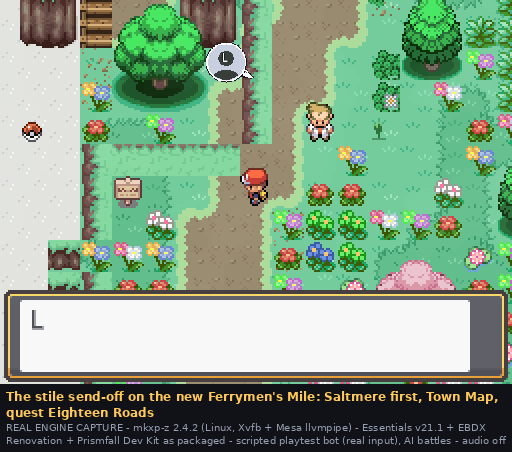 L
L
The stile send-off on the new Ferrymen's Mile: Saltmere first, Town Map,
quest Eighteen Roads
REAL ENGINE CAPTURE - mkxp-z 2.4.2 (Linux, Xvfb + Mesa llvmpipe) - Essentials v21.1 + EBDX
Renovation + Prismfall Dev Kit as packaged - scripted playtest bot (real input), AI battles - audio off